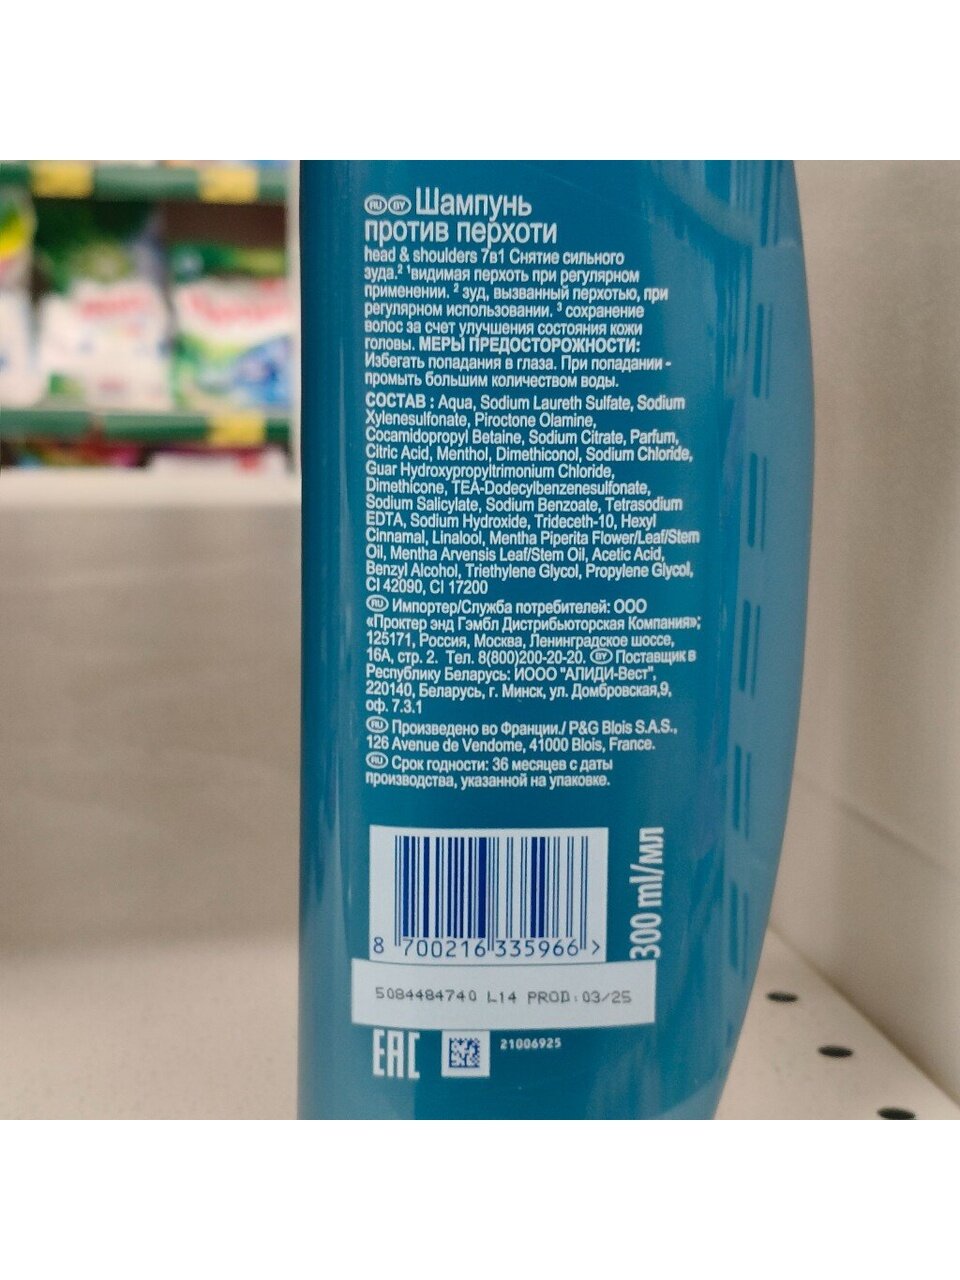 RU BY Шампунь
против перхоти
head & shoulders 7в1 Снятие сильного
зуда.² ¹видимая перхоть при регулярном
применении. ² зуд, вызванный перхотью, при
регулярном использовании. ³ сохранение
волос за счет улучшения состояния кожи
головы. МЕРЫ ПРЕДОСТОРОЖНОСТИ:
Избегать попадания в глаза. При попадании -
промыть большим количеством воды.
СОСТАВ : Aqua, Sodium Laureth Sulfate, Sodium
Xylenesulfonate, Piroctone Olamine,
Cocamidopropyl Betaine, Sodium Citrate, Parfum,
Citric Acid, Menthol, Dimethiconol, Sodium Chloride,
Guar Hydroxypropyltrimonium Chloride,
Dimethicone, TEA-Dodecylbenzenesulfonate,
Sodium Salicylate, Sodium Benzoate, Tetrasodium
EDTA, Sodium Hydroxide, Trideceth-10, Hexyl
Cinnamal, Linalool, Mentha Piperita Flower/Leaf/Stem
Oil, Mentha Arvensis Leaf/Stem Oil, Acetic Acid,
Benzyl Alcohol, Triethylene Glycol, Propylene Glycol,
CI 42090, CI 17200
RU Импортер/Служба потребителей: ООО
«Проктер энд Гэмбл Дистрибьюторская Компания»;
125171, Россия, Москва, Ленинградское шоссе,
16А, стр. 2. Тел. 8(800)200-20-20. BY Поставщик в
Республику Беларусь: ИООО "АЛИДИ-Вест",
220140, Беларусь, г. Минск, ул. Домбровская,9,
оф. 7.3.1
RU Произведено во Франции./ P&G Blois S.A.S.,
126 Avenue de Vendome, 41000 Blois, France.
RU Срок годности: 36 месяцев с даты
производства, указанной на упаковке.
300 ml/мл
8 700216 335966 >
5084484740 L14 PROD: 03/25
EAC
21006925